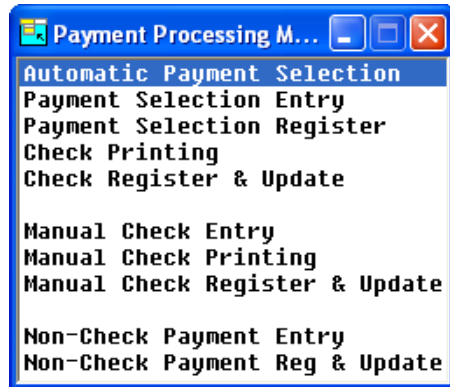 Payment Processing M...
Automatic Payment Selection
Payment Selection Entry
Payment Selection Register
Check Printing
Check Register & Update
Manual Check Entry
Manual Check Printing
Manual Check Register & Update
Non-Check Payment Entry
Non-Check Payment Reg & Update